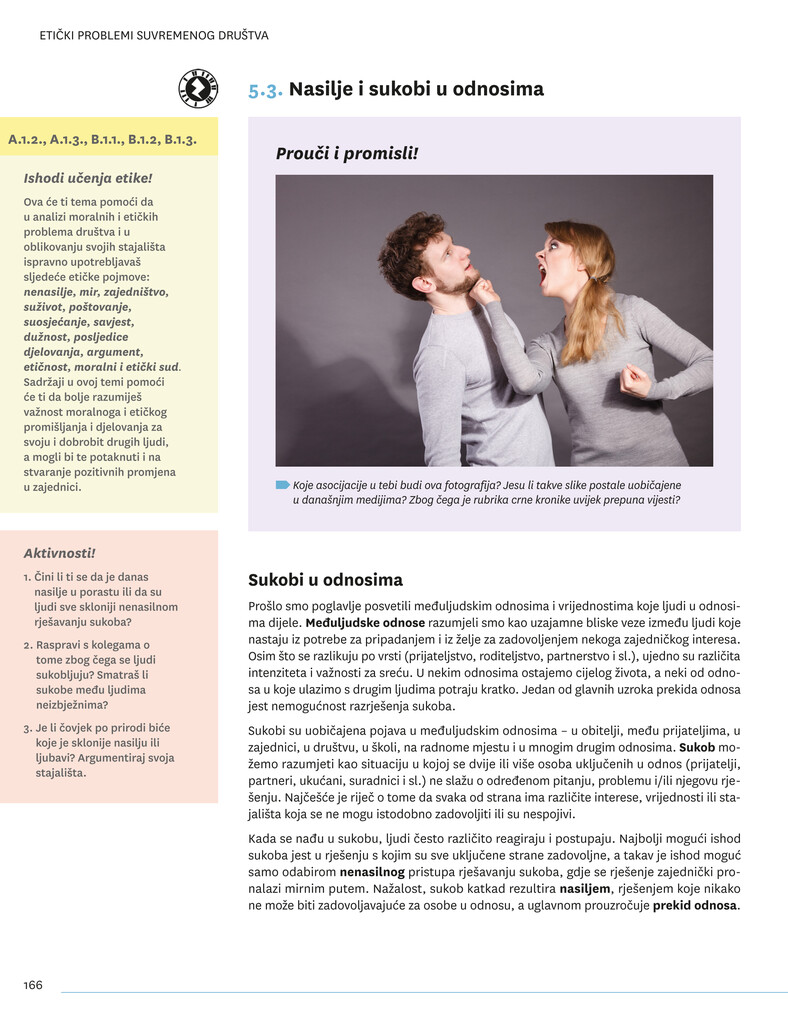 ETIČKI PROBLEMI SUVREMENOG DRUŠTVA
5.3. Nasilje i sukobi u odnosima
A.1.2., A.1.3., B.1.1., B.1.2, B.1.3.
Ishodi učenja etike!
Ova će ti tema pomoći da
u analizi moralnih i etičkih
problema društva i u
oblikovanju svojih stajališta
ispravno upotrebljavaš
sljedeće etičke pojmove:
nenasilje, mir, zajedništvo,
suživot, poštovanje,
suosjećanje, savjest,
dužnost, posljedice
djelovanja, argument,
etičnost, moralni i etički sud.
Sadržaji u ovoj temi pomoći
će ti da bolje razumiješ
važnost moralnoga i etičkog
promišljanja i djelovanja za
svoju i dobrobit drugih ljudi,
a mogli bi te potaknuti i na
stvaranje pozitivnih promjena
u zajednici.
Aktivnosti!
1. Čini li ti se da je danas
nasilje u porastu ili da su
ljudi sve skloniji nenasilnom
rješavanju sukoba?
2. Raspravi s kolegama o
tome zbog čega se ljudi
sukobljuju? Smatraš li
sukobe među ljudima
neizbježnima?
3. Je li čovjek po prirodi biće
koje je sklonije nasilju ili
ljubavi? Argumentiraj svoja
stajališta.
Prouči i promisli!
Koje asocijacije u tebi budi ova fotografija? Jesu li takve slike postale uobičajene
u današnjim medijima? Zbog čega je rubrika crne kronike uvijek prepuna vijesti?
Sukobi u odnosima
Prošlo smo poglavlje posvetili međuljudskim odnosima i vrijednostima koje ljudi u odnosi-
ma dijele. Međuljudske odnose razumjeli smo kao uzajamne bliske veze između ljudi koje
nastaju iz potrebe za pripadanjem i iz želje za zadovoljenjem nekoga zajedničkog interesa.
Osim što se razlikuju po vrsti (prijateljstvo, roditeljstvo, partnerstvo i sl.), ujedno su različita
intenziteta i važnosti za sreću. U nekim odnosima ostajemo cijelog života, a neki od odno-
sa u koje ulazimo s drugim ljudima potraju kratko. Jedan od glavnih uzroka prekida odnosa
jest nemogućnost razrješenja sukoba.
Sukobi su uobičajena pojava u međuljudskim odnosima – u obitelji, među prijateljima, u
zajednici, u društvu, u školi, na radnome mjestu i u mnogim drugim odnosima. Sukob mo-
žemo razumjeti kao situaciju u kojoj se dvije ili više osoba uključenih u odnos (prijatelji,
partneri, ukućani, suradnici i sl.) ne slažu o određenom pitanju, problemu i/ili njegovu rje-
šenju. Najčešće je riječ o tome da svaka od strana ima različite interese, vrijednosti ili sta-
jališta koja se ne mogu istodobno zadovoljiti ili su nespojivi.
Kada se nađu u sukobu, ljudi često različito reagiraju i postupaju. Najbolji mogući ishod
sukoba jest u rješenju s kojim su sve uključene strane zadovoljne, a takav je ishod moguć
samo odabirom nenasilnog pristupa rješavanju sukoba, gdje se rješenje zajednički pro-
nalazi mirnim putem. Nažalost, sukob katkad rezultira nasiljem, rješenjem koje nikako
ne može biti zadovoljavajuće za osobe u odnosu, a uglavnom prouzročuje prekid odnosa.
166